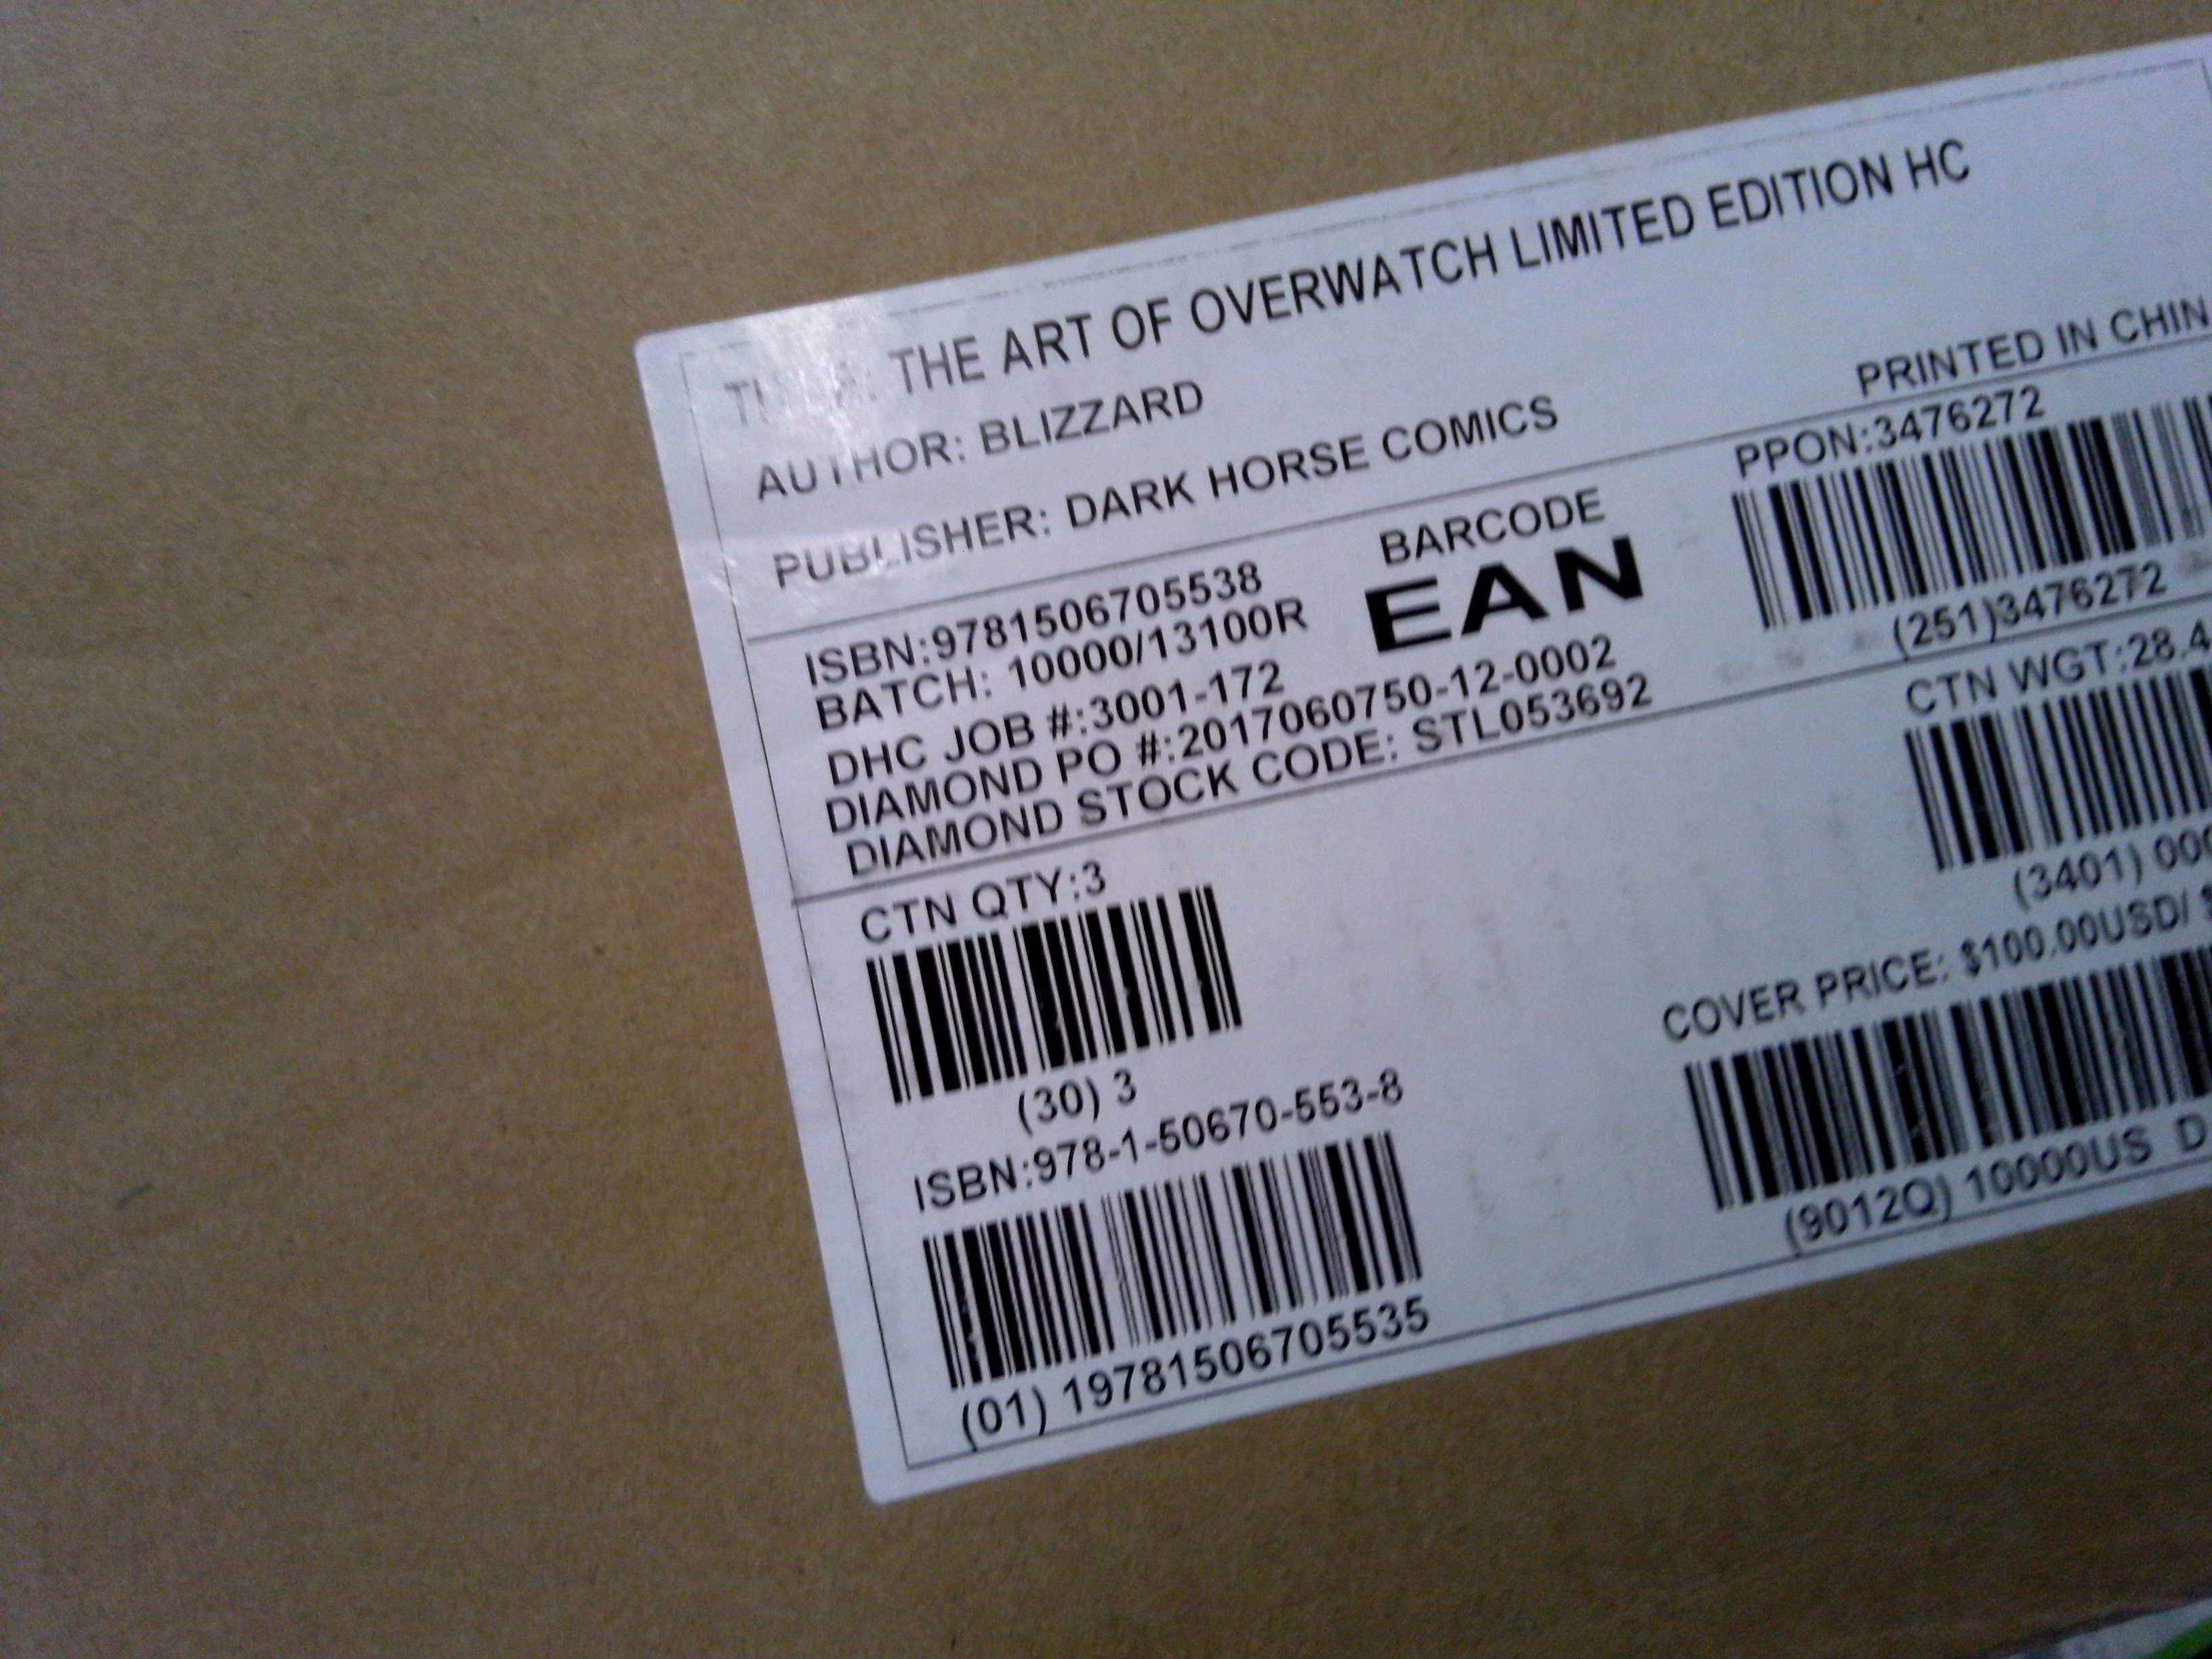 THE ART OF OVERWATCH LIMITED EDITION HC
AUTHOR: BLIZZARD
PUBLISHER: DARK HORSE COMICS
PRINTED IN CHIN
ISBN:9781506705538
BATCH: 10000/13100R
DHC JOB #:3001-172
DIAMOND PO #:2017060750-12-0002
DIAMOND STOCK CODE: STL053692
BARCODE
EAN
PPON:3476272
(251)3476272
CTN QTY:3
(30) 3
CTN WGT:28.4
(3401) 000
ISBN:978-1-50670-553-8
(01) 19781506705535
COVER PRICE: $100.00USD/ $
(9012Q) 10000US D